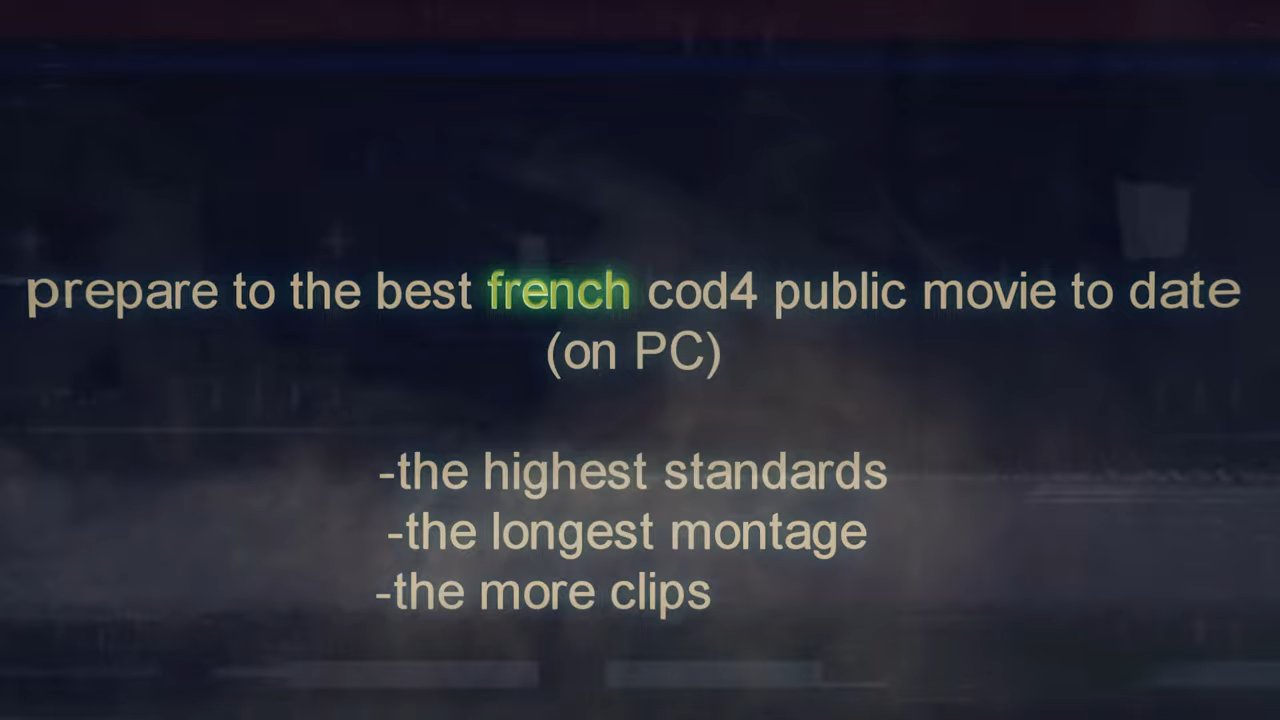 prepare to the best french cod4 public movie to date
(on PC)
-the highest standards
-the longest montage
-the more clips